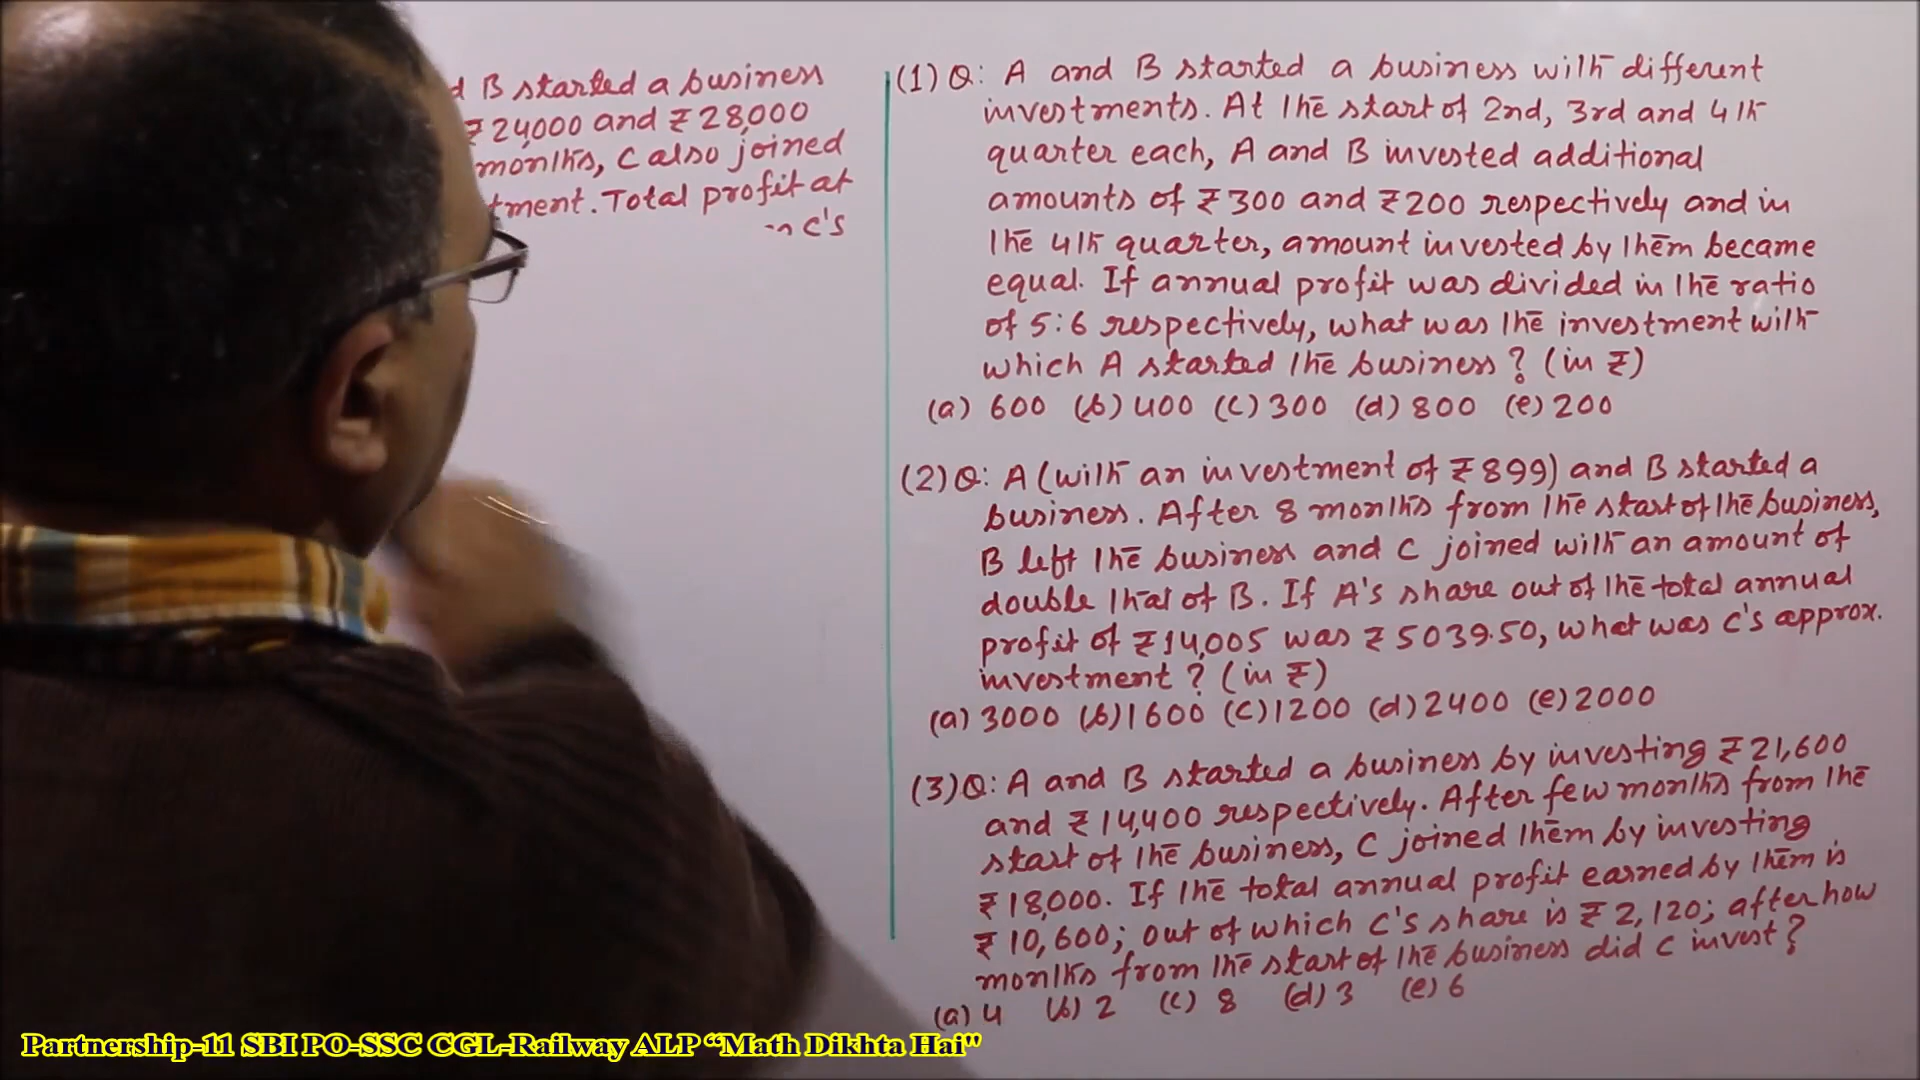 B started a business
₹24,000 and ₹28,000
months, C also joined
tment. Total profit at
C's
(1) Q: A and B started a business with different
investments. At the start of 2nd, 3rd and 4th
quarter each, A and B invested additional
amounts of ₹300 and ₹200 respectively and in
the 4th quarter, amount invested by them became
equal. If annual profit was divided in the ratio
of 5:6 respectively, what was the investment with
which A started the business? (in ₹)
(a) 600 (b) 400 (c) 300 (d) 800 (e) 200
(2) Q: A (with an investment of ₹899) and B started a
business. After 8 months from the start of the business,
B left the business and C joined with an amount of
double that of B. If A's share out of the total annual
profit of ₹14,005 was ₹5039.50, what was C's approx.
investment? (in ₹)
(a) 3000 (b) 1600 (c) 1200 (d) 2400 (e) 2000
(3) Q: A and B started a business by investing ₹21,600
and ₹14,400 respectively. After few months from the
start of the business, C joined them by investing
₹18,000. If the total annual profit earned by them is
₹10,600; out of which C's share is ₹2,120; after how
months from the start of the business did C invest?
(a) 4 (b) 2 (c) 8 (d) 3 (e) 6
Partnership-11 SBI PO-SSC CGL-Railway ALP “Math Dikhta Hai"